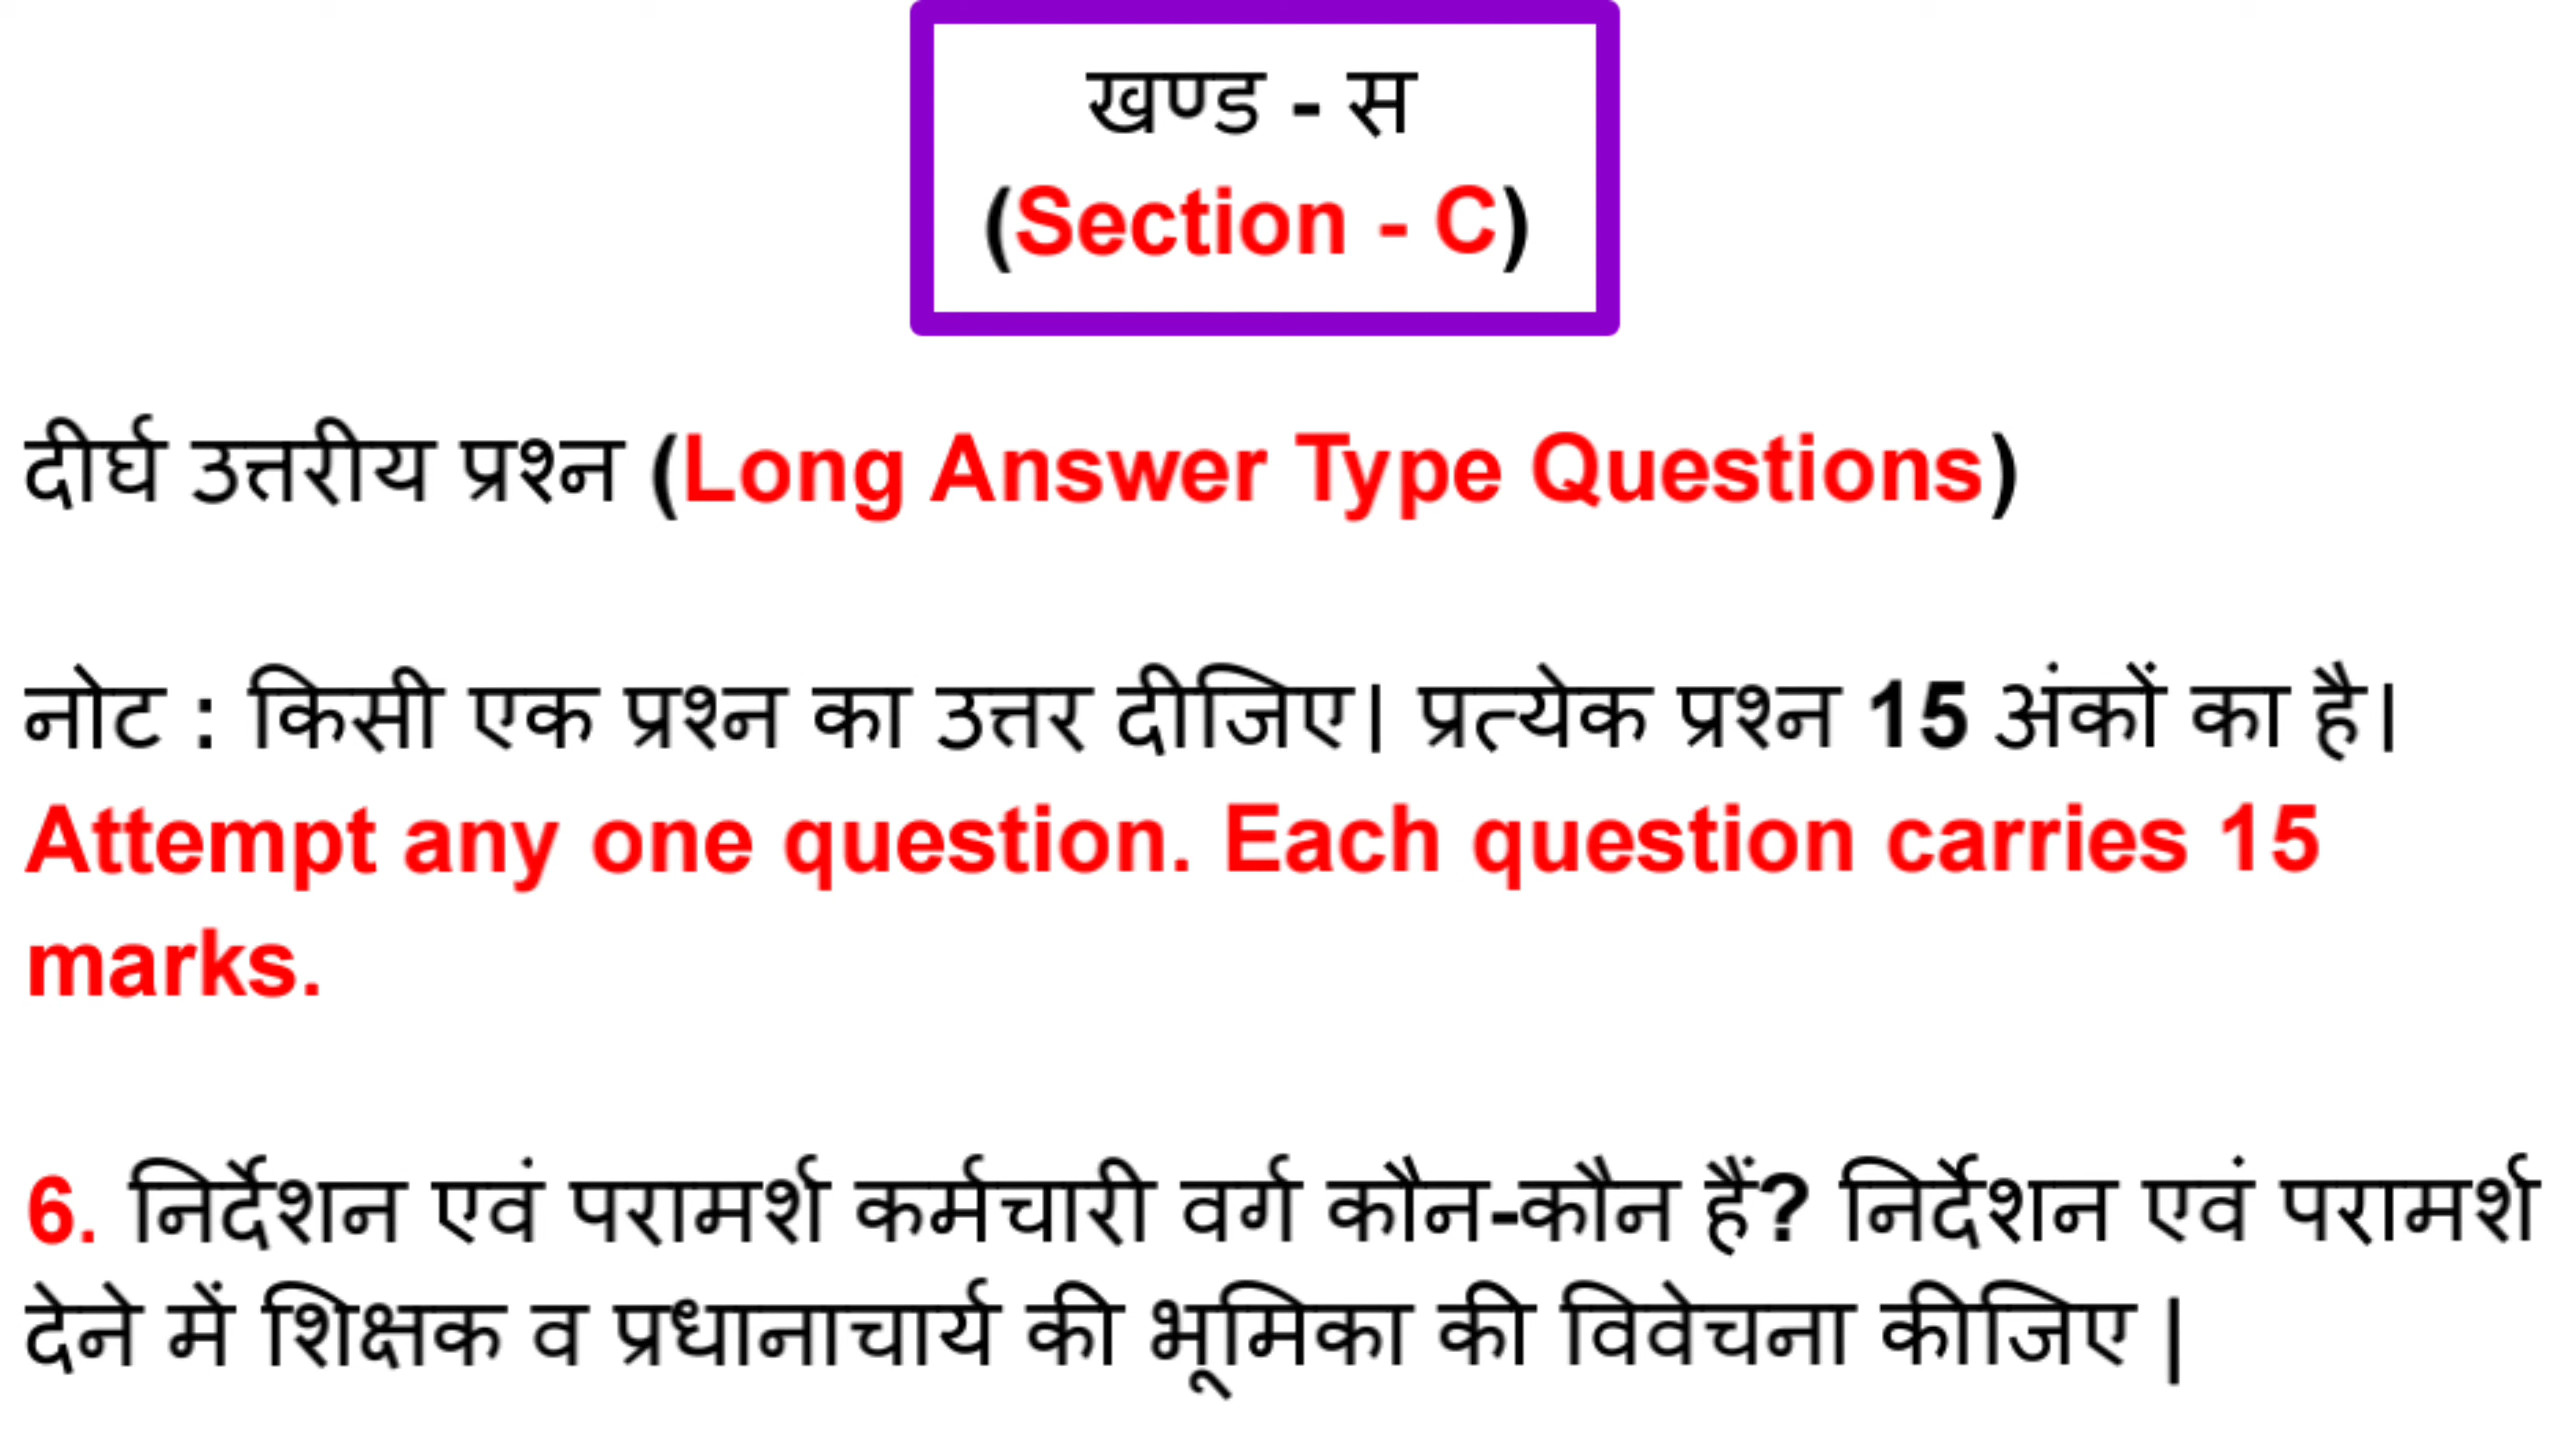 खण्ड - स
(Section - C)
दीर्घ उत्तरीय प्रश्न (Long Answer Type Questions)
नोट : किसी एक प्रश्न का उत्तर दीजिए। प्रत्येक प्रश्न 15 अंकों का है।
Attempt any one question. Each question carries 15
marks.
6. निर्देशन एवं परामर्श कर्मचारी वर्ग कौन-कौन हैं? निर्देशन एवं परामर्श
देने में शिक्षक व प्रधानाचार्य की भूमिका की विवेचना कीजिए |